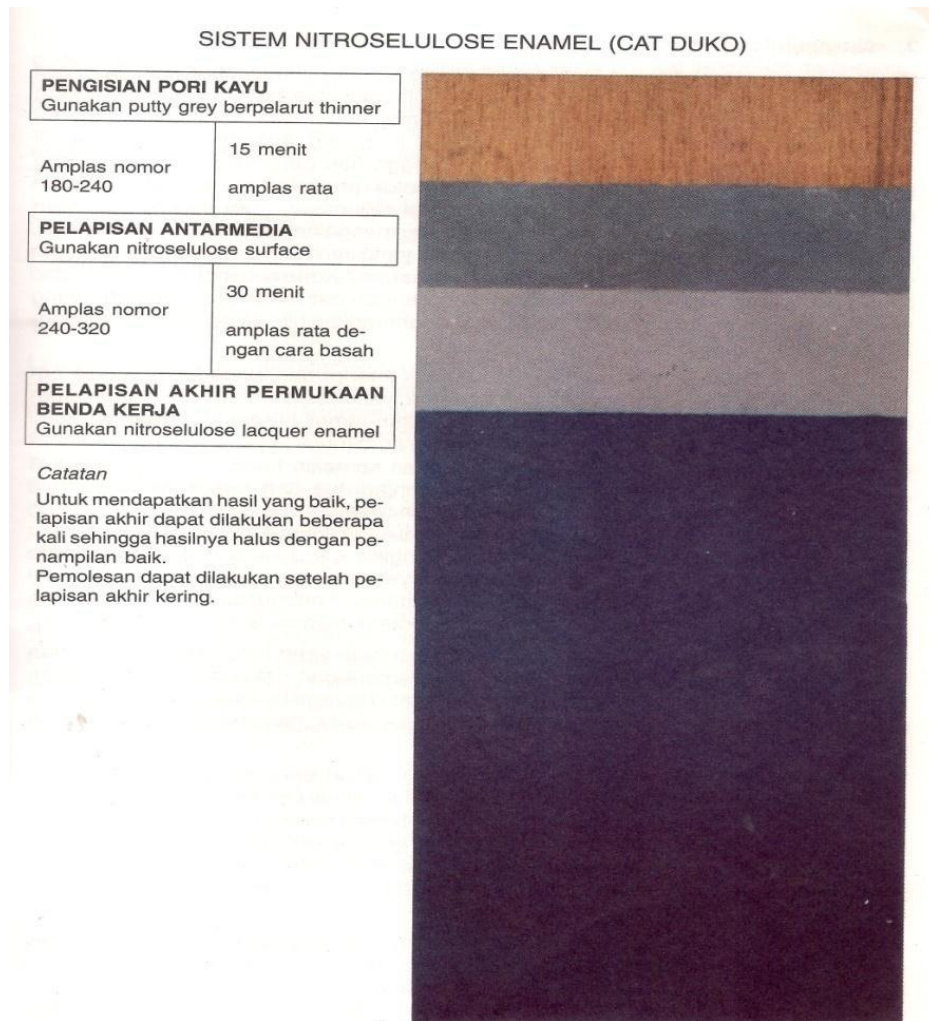 SISTEM NITROSELULOSE ENAMEL (CAT DUKO)
PENGISIAN PORI KAYU
Gunakan putty grey berpelarut thinner
Amplas nomor
180-240
15 menit
amplas rata
PELAPISAN ANTARMEDIA
Gunakan nitroselulose surface
Amplas nomor
240-320
30 menit
amplas rata de-
ngan cara basah
PELAPISAN AKHIR PERMUKAAN
BENDA KERJA
Gunakan nitroselulose lacquer enamel
Catatan
Untuk mendapatkan hasil yang baik, pe-
lapisan akhir dapat dilakukan beberapa
kali sehingga hasilnya halus dengan pe-
nampilan baik.
Pemolesan dapat dilakukan setelah pe-
lapisan akhir kering.